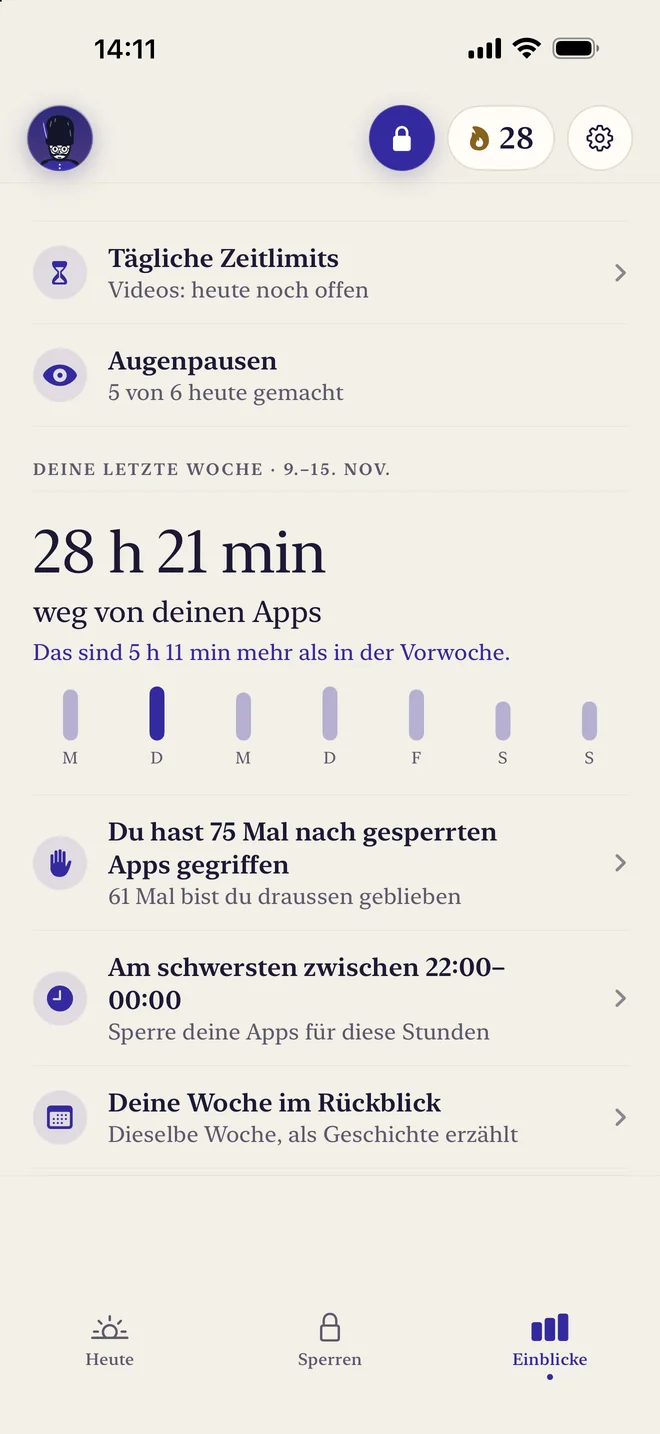 14:11
28
Tägliche Zeitlimits
Videos: heute noch offen
Augenpausen
5 von 6 heute gemacht
DEINE LETZTE WOCHE · 9.–15. NOV.
28 h 21 min
weg von deinen Apps
Das sind 5 h 11 min mehr als in der Vorwoche.
M D M D F S S
Du hast 75 Mal nach gesperrten
Apps gegriffen
61 Mal bist du draussen geblieben
Am schwersten zwischen 22:00–
00:00
Sperre deine Apps für diese Stunden
Deine Woche im Rückblick
Dieselbe Woche, als Geschichte erzählt
Heute Sperren Einblicke